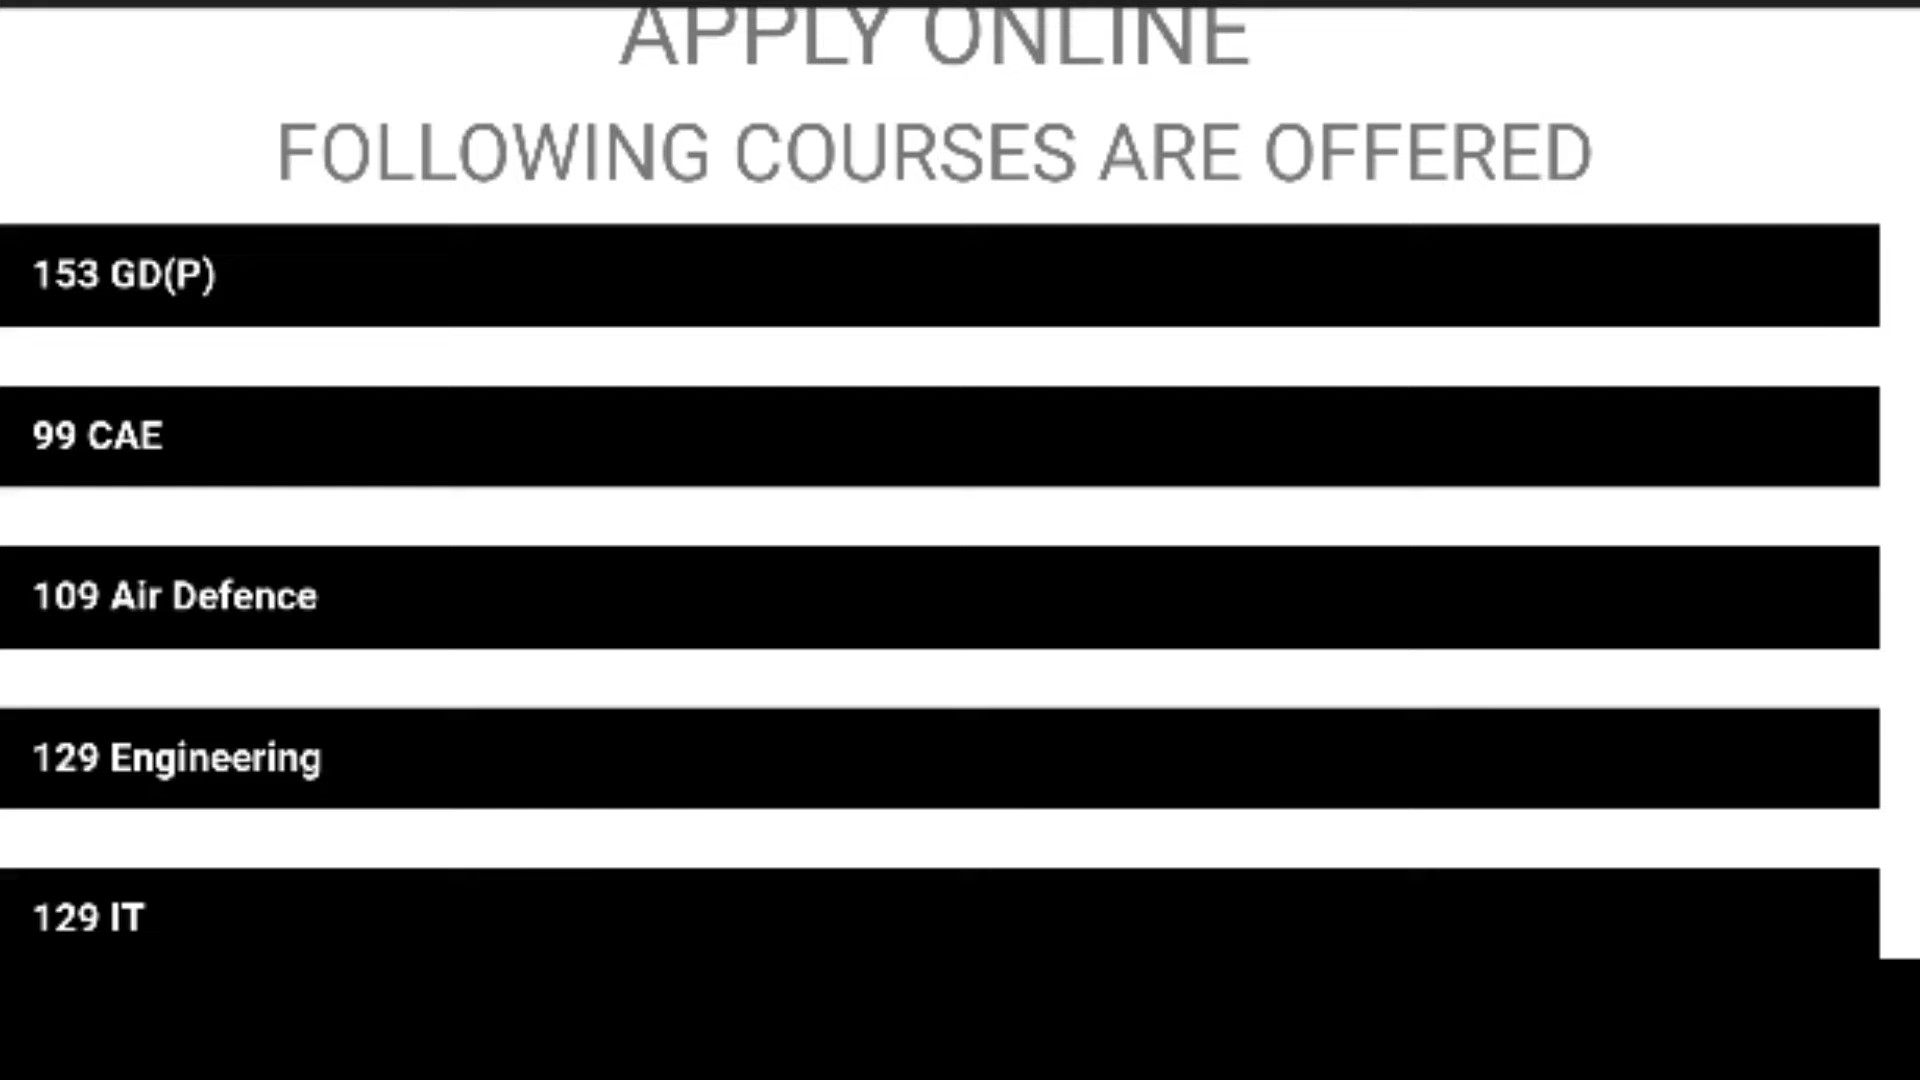 APPLY ONLINE
FOLLOWING COURSES ARE OFFERED
153 GD(P)
99 CAE
109 Air Defence
129 Engineering
129 IT